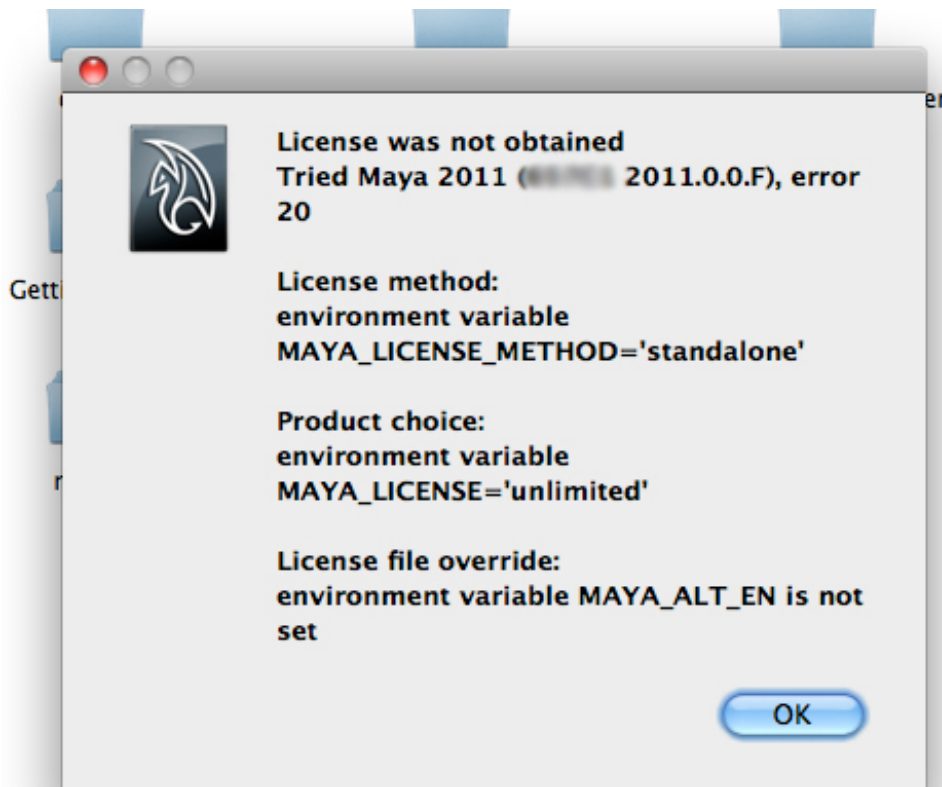 License was not obtained
Tried Maya 2011 ( 2011.0.0.F), error
20
License method:
environment variable
MAYA_LICENSE_METHOD='standalone'
Product choice:
environment variable
MAYA_LICENSE='unlimited'
License file override:
environment variable MAYA_ALT_EN is not
set
OK
Getti